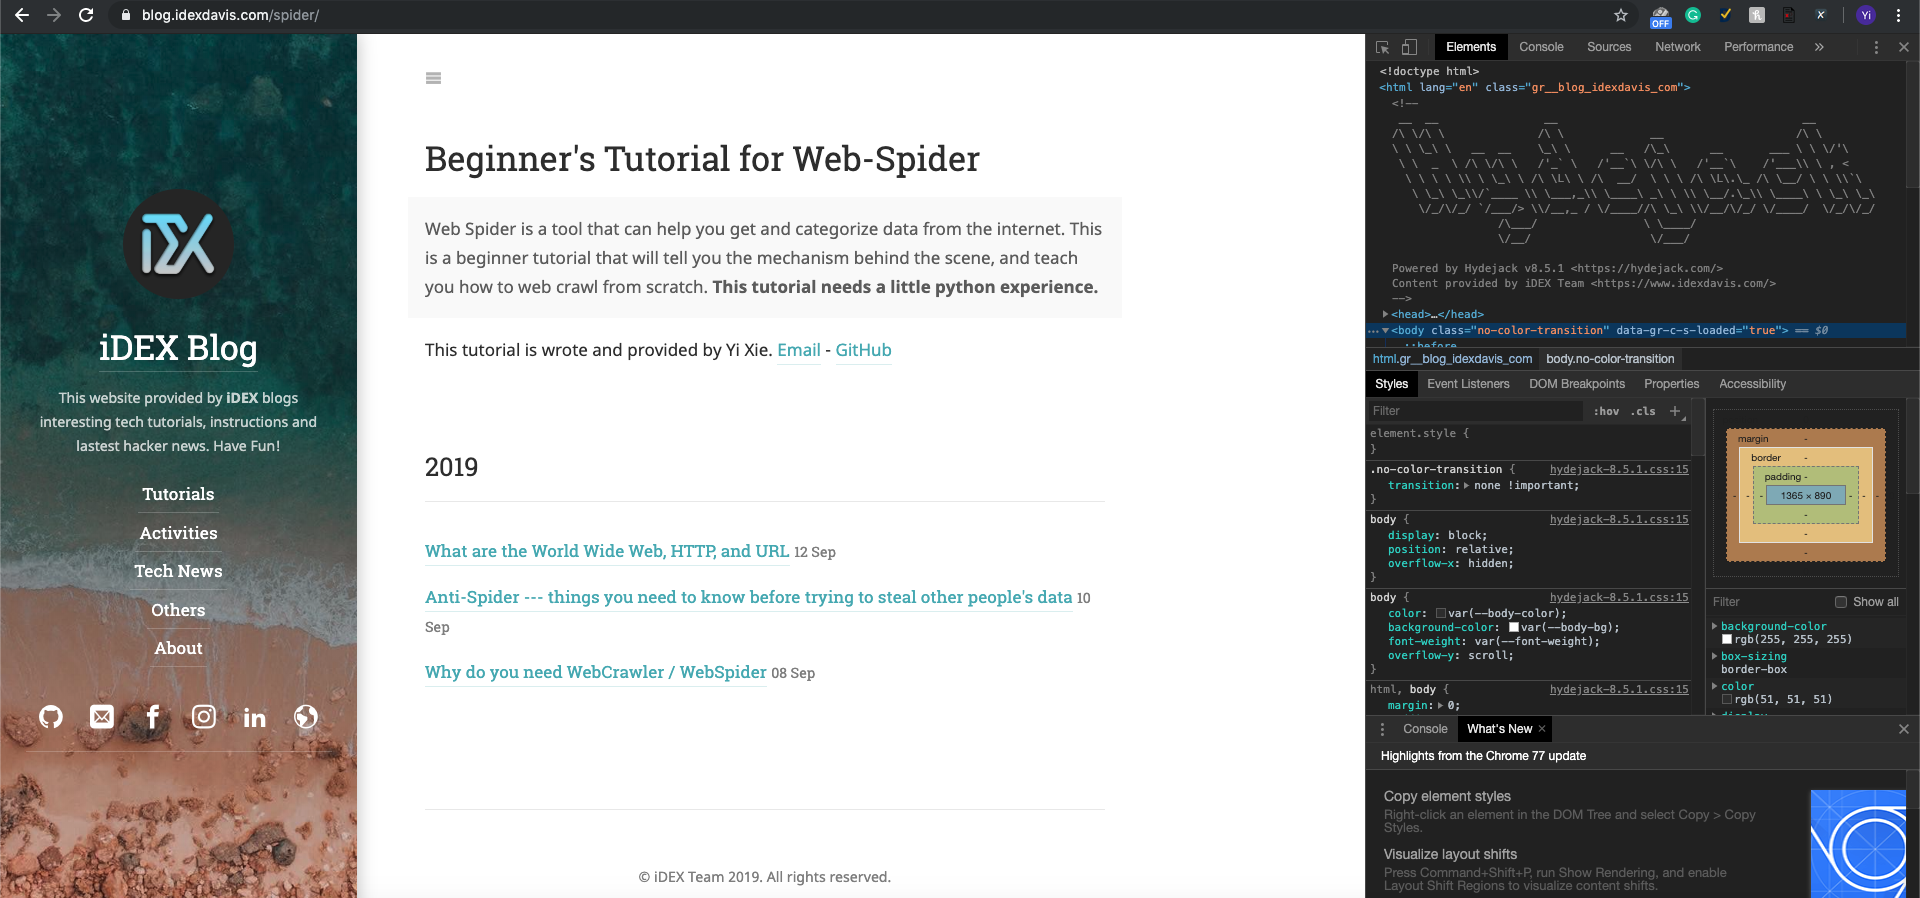 blog.idexdavis.com/spider/
OFF
Yi
iDEX
iDEX Blog
This website provided by iDEX blogs
interesting tech tutorials, instructions and
lastest hacker news. Have Fun!
Tutorials
Activities
Tech News
Others
About
Beginner's Tutorial for Web-Spider
Web Spider is a tool that can help you get and categorize data from the internet. This
is a beginner tutorial that will tell you the mechanism behind the scene, and teach
you how to web crawl from scratch. This tutorial needs a little python experience.
This tutorial is wrote and provided by Yi Xie. Email - GitHub
2019
What are the World Wide Web, HTTP, and URL 12 Sep
Anti-Spider --- things you need to know before trying to steal other people's data 10
Sep
Why do you need WebCrawler / WebSpider 08 Sep
© iDEX Team 2019. All rights reserved.
Elements Console Sources Network Performance »
<!doctype html>
<html lang="en" class="gr__blog_idexdavis_com">
<!--
Powered by Hydejack v8.5.1 <https://hydejack.com/>
Content provided by iDEX Team <https://www.idexdavis.com/>
-->
<head>…</head>
<body class="no-color-transition" data-gr-c-s-loaded="true"> == $0
::before
html.gr__blog_idexdavis_com body.no-color-transition
Styles Event Listeners DOM Breakpoints Properties Accessibility
Filter :hov .cls +
element.style {
}
.no-color-transition { hydejack-8.5.1.css:15
transition: none !important;
}
body { hydejack-8.5.1.css:15
display: block;
position: relative;
overflow-x: hidden;
}
body { hydejack-8.5.1.css:15
color: var(--body-color);
background-color: var(--body-bg);
font-weight: var(--font-weight);
overflow-y: scroll;
}
html, body { hydejack-8.5.1.css:15
margin: 0;
margin -
border -
padding -
1365 × 890
Filter Show all
background-color
rgb(255, 255, 255)
box-sizing
border-box
color
rgb(51, 51, 51)
display
Console What's New ×
Highlights from the Chrome 77 update
Copy element styles
Right-click an element in the DOM Tree and select Copy > Copy
Styles.
Visualize layout shifts
Press Command+Shift+P, run Show Rendering, and enable
Layout Shift Regions to visualize content shifts.